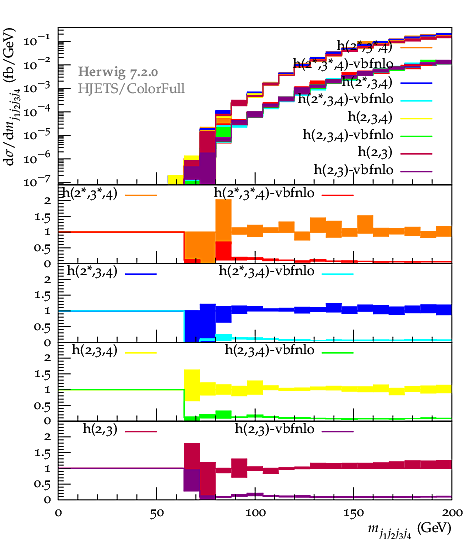 dσ/dm_{j1j2j3j4} (fb/GeV)
10^{-1}
10^{-2}
10^{-3}
10^{-4}
10^{-5}
10^{-6}
10^{-7}
Herwig 7.2.0
HJETS/ColorFull
h(2*,3*,4)
h(2*,3*,4)-vbfnlo
h(2*,3,4)
h(2*,3,4)-vbfnlo
h(2,3,4)
h(2,3,4)-vbfnlo
h(2,3)
h(2,3)-vbfnlo
h(2*,3*,4) h(2*,3*,4)-vbfnlo
2
1.5
1
0.5
0
h(2*,3,4) h(2*,3,4)-vbfnlo
2
1.5
1
0.5
0
h(2,3,4) h(2,3,4)-vbfnlo
2
1.5
1
0.5
0
h(2,3) h(2,3)-vbfnlo
2
1.5
1
0.5
0
0 50 100 150 200
m_{j1j2j3j4} (GeV)